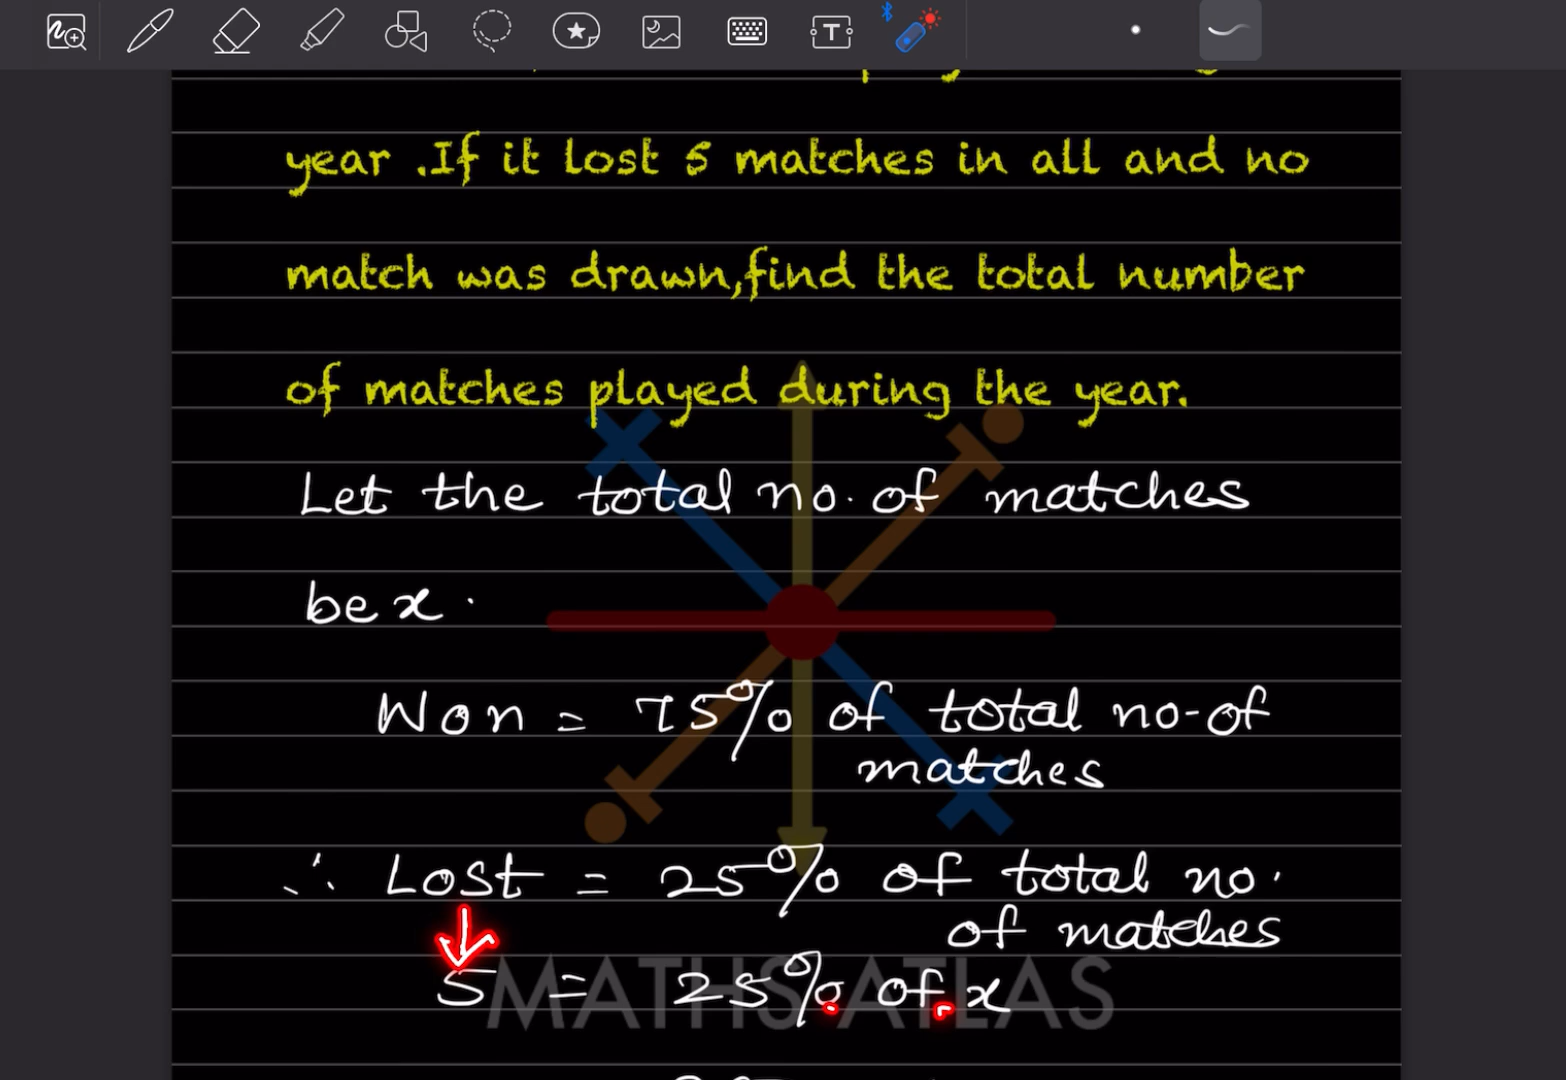 year .If it lost 5 matches in all and no
match was drawn,find the total number
of matches played during the year.
Let the total no. of matches
be x.
Won = 75% of total no. of
matches
∴ Lost = 25% of total no.
of matches
5 = 25% of x
MATHS ATLAS